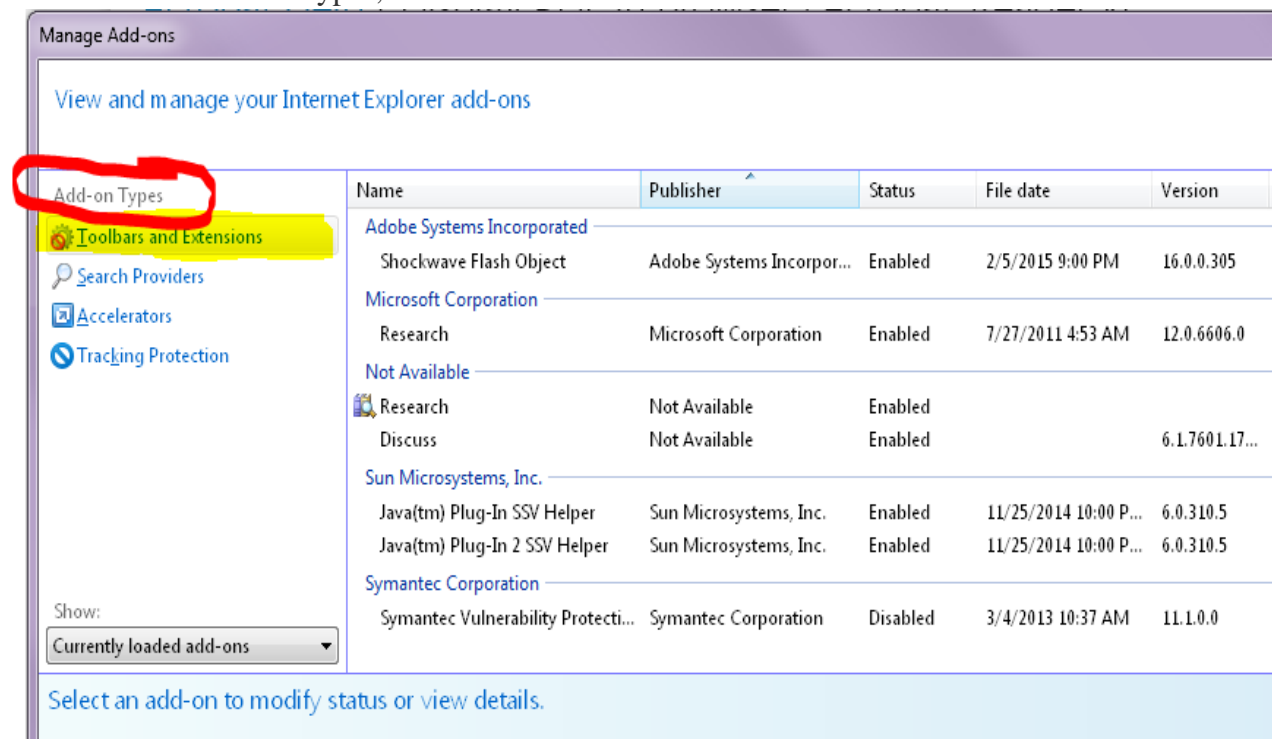 Manage Add-ons
View and manage your Internet Explorer add-ons
Add-on Types
Toolbars and Extensions
Search Providers
Accelerators
Tracking Protection
Show:
Currently loaded add-ons
Name Publisher Status File date Version
Adobe Systems Incorporated
Shockwave Flash Object Adobe Systems Incorpor... Enabled 2/5/2015 9:00 PM 16.0.0.305
Microsoft Corporation
Research Microsoft Corporation Enabled 7/27/2011 4:53 AM 12.0.6606.0
Not Available
Research Not Available Enabled
Discuss Not Available Enabled 6.1.7601.17...
Sun Microsystems, Inc.
Java(tm) Plug-In SSV Helper Sun Microsystems, Inc. Enabled 11/25/2014 10:00 P... 6.0.310.5
Java(tm) Plug-In 2 SSV Helper Sun Microsystems, Inc. Enabled 11/25/2014 10:00 P... 6.0.310.5
Symantec Corporation
Symantec Vulnerability Protecti... Symantec Corporation Disabled 3/4/2013 10:37 AM 11.1.0.0
Select an add-on to modify status or view details.